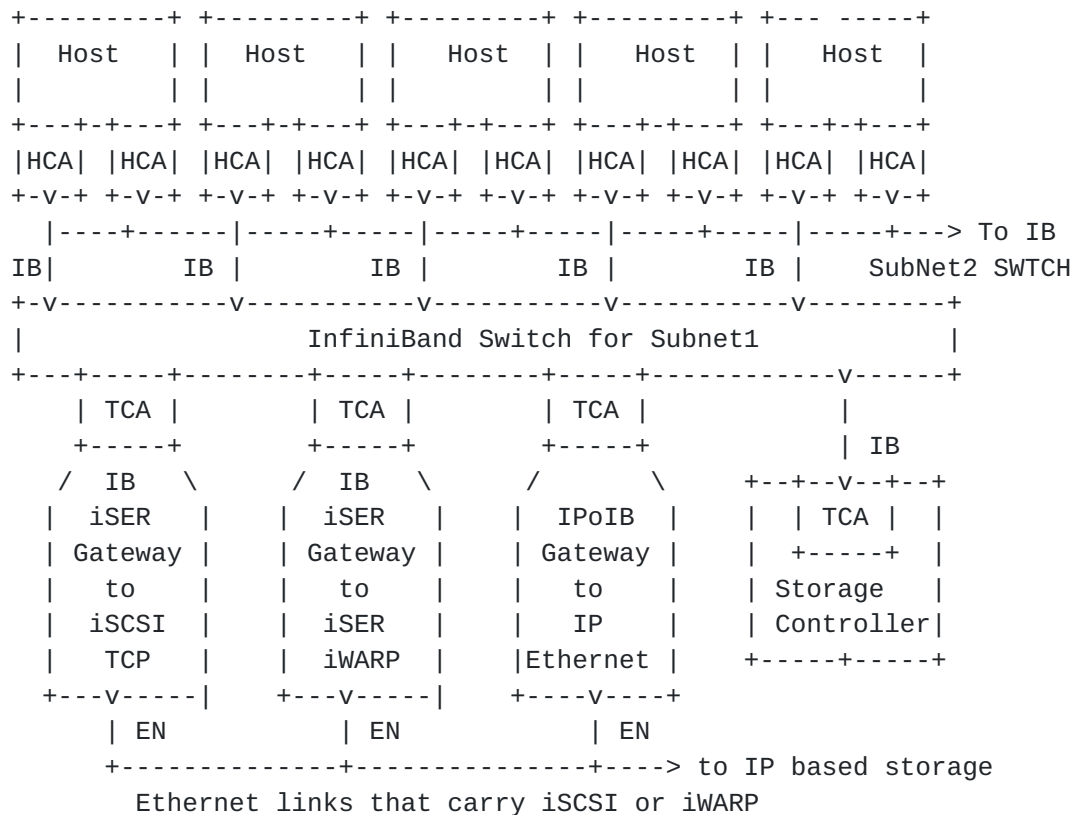 +---------+ +---------+ +---------+ +---------+ +--- -----+
|  Host   | |  Host   | |   Host  | |   Host  | |   Host  |
|         | |         | |         | |         | |         |
+---+-+---+ +---+-+---+ +---+-+---+ +---+-+---+ +---+-+---+
|HCA| |HCA| |HCA| |HCA| |HCA| |HCA| |HCA| |HCA| |HCA| |HCA|
+-v-+ +-v-+ +-v-+ +-v-+ +-v-+ +-v-+ +-v-+ +-v-+ +-v-+ +-v-+
  |----+------|-----+-----|-----+-----|-----+-----|-----+---> To IB
IB|        IB |        IB |        IB |        IB |    SubNet2 SWTCH
+-v-----------v-----------v-----------v-----------v---------+
|                  InfiniBand Switch for Subnet1            |
+---+-----+--------+-----+--------+-----+------------v------+
    | TCA |        | TCA |        | TCA |            |
    +-----+        +-----+        +-----+            | IB
   /  IB   \      /  IB   \      /       \     +--+--v--+--+
  |  iSER   |    |  iSER   |    |  IPoIB  |    |  | TCA |  |
  | Gateway |    | Gateway |    | Gateway |    |  +-----+  |
  |   to    |    |   to    |    |   to    |    | Storage   |
  |  iSCSI  |    |  iSER   |    |   IP    |    | Controller|
  |  TCP    |    |  iWARP  |    |Ethernet |    +-----+-----+
  +---v-----|    +---v-----|    +----v----+
      | EN           | EN            | EN
      +--------------+---------------+----> to IP based storage
        Ethernet links that carry iSCSI or iWARP